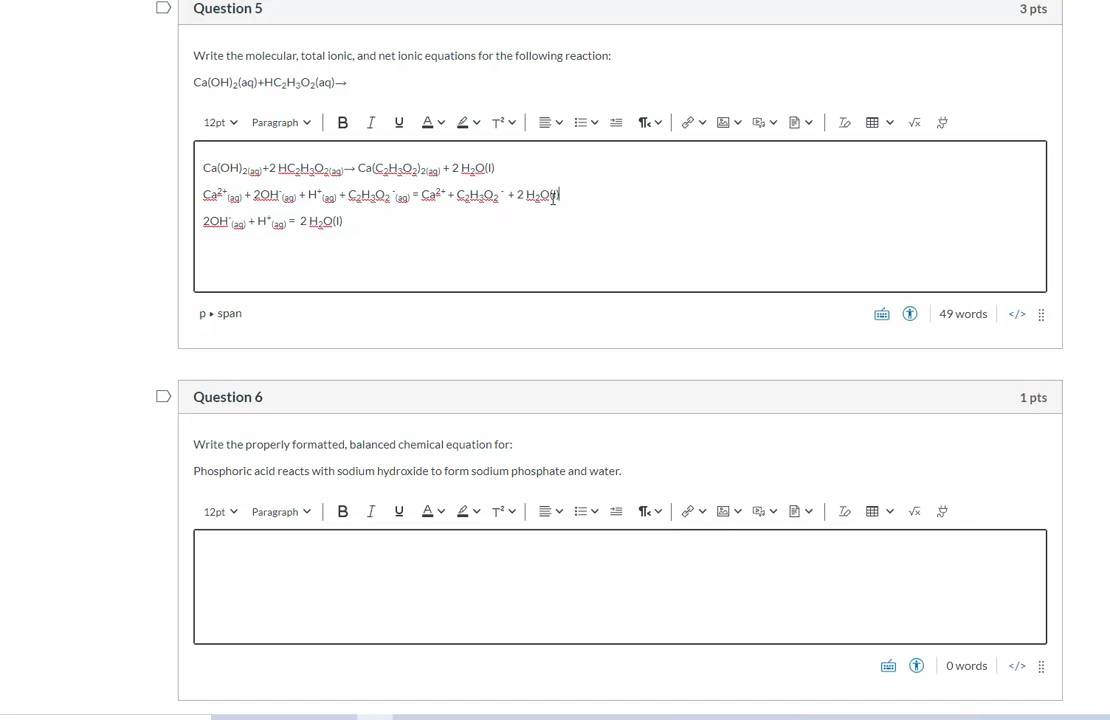 Question 5 3 pts
Write the molecular, total ionic, and net ionic equations for the following reaction:
Ca(OH)₂(aq)+HC₂H₃O₂(aq)→
12pt Paragraph B I U A T²
Ca(OH)₂₍ₐq₎+2 HC₂H₃O₂₍ₐq₎→ Ca(C₂H₃O₂)₂₍ₐq₎ + 2 H₂O(l)
Ca²⁺₍ₐq₎ + 2OH⁻₍ₐq₎ + H⁺₍ₐq₎ + C₂H₃O₂ ⁻₍ₐq₎ = Ca²⁺ + C₂H₃O₂ ⁻ + 2 H₂O(l)
2OH⁻₍ₐq₎ + H⁺₍ₐq₎ = 2 H₂O(l)
p ▸ span 49 words </>
Question 6 1 pts
Write the properly formatted, balanced chemical equation for:
Phosphoric acid reacts with sodium hydroxide to form sodium phosphate and water.
12pt Paragraph B I U A T²
0 words </>